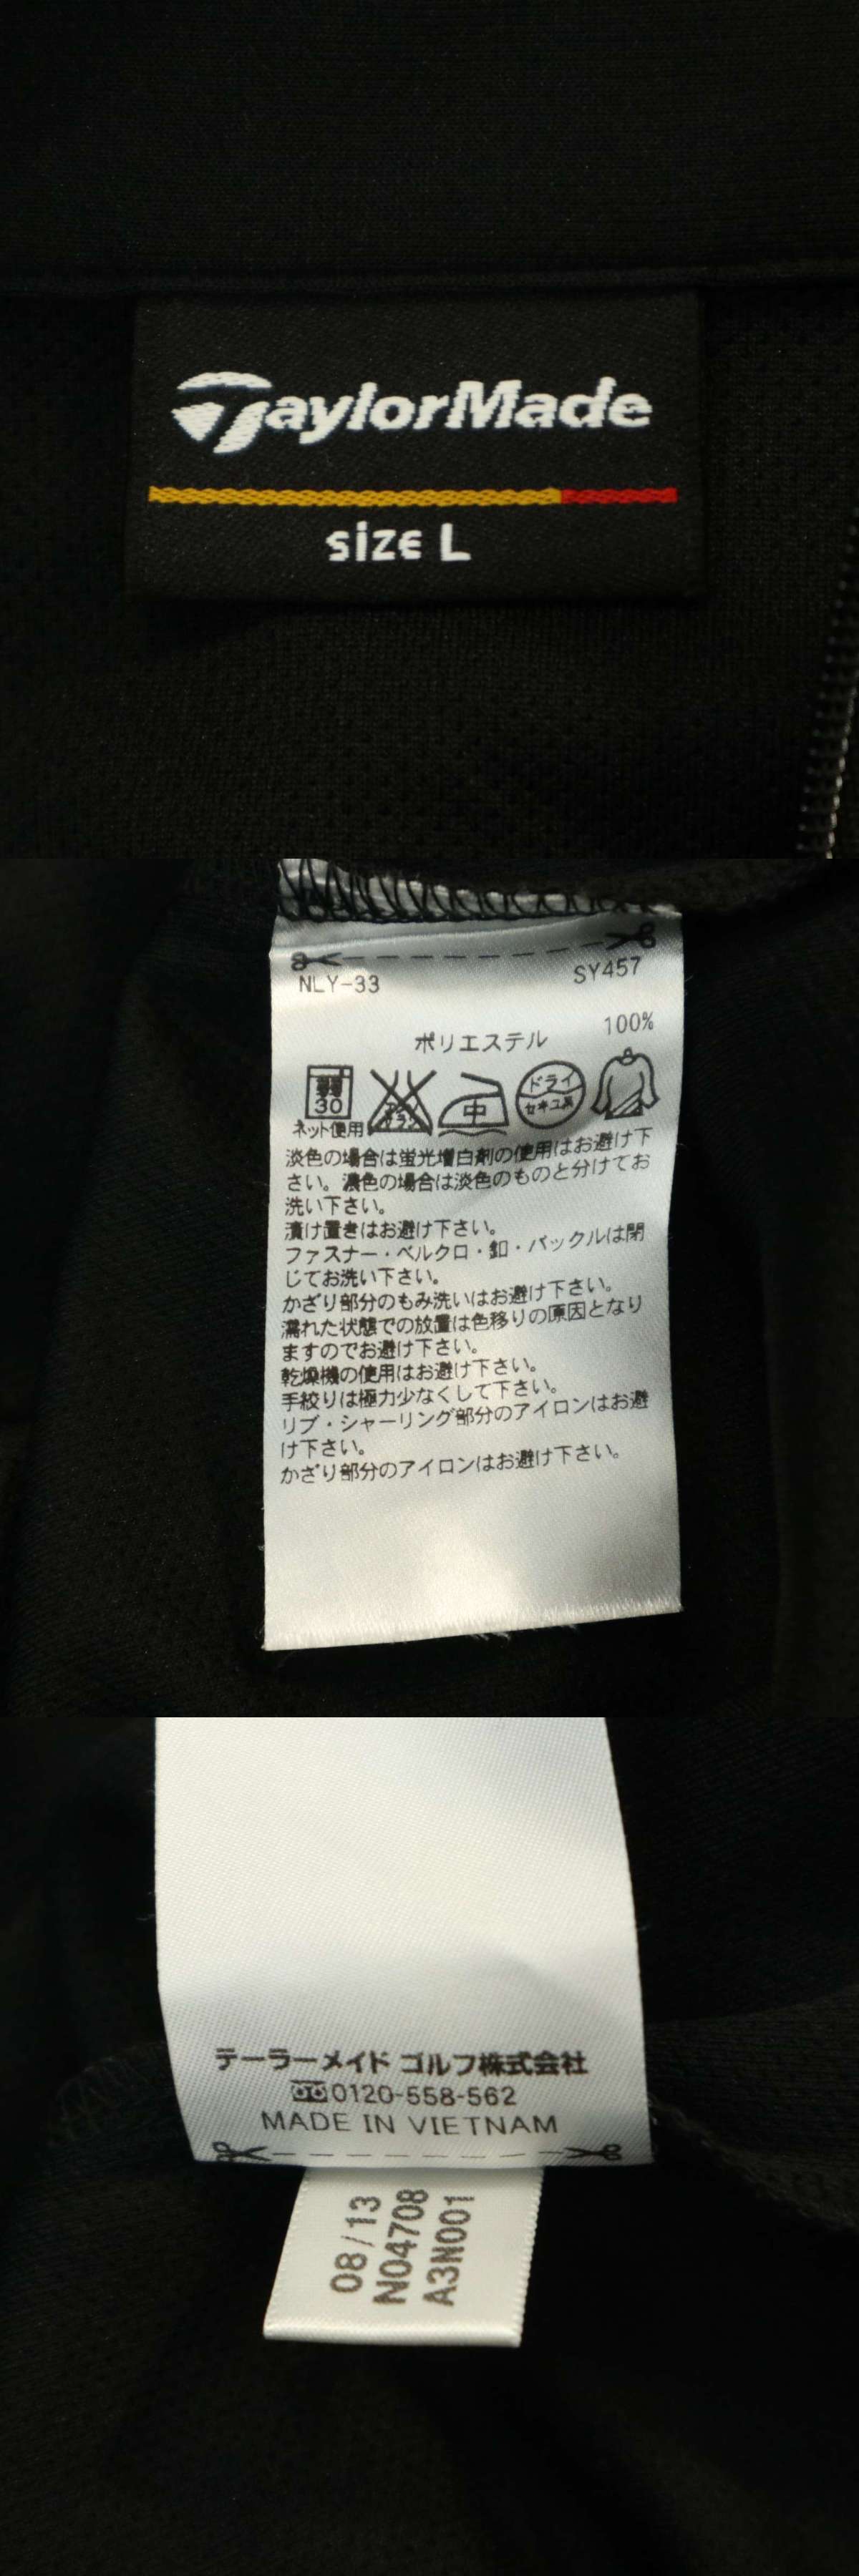 TaylorMade
size L
NLY-33 SY457
ポリエステル 100%
弱
30
ネット使用
エンソ
サラシ
中
ドライ
セキユ系
淡色の場合は蛍光増白剤の使用はお避け下
さい。濃色の場合は淡色のものと分けてお
洗い下さい。
漬け置きはお避け下さい。
ファスナー・ベルクロ・釦・バックルは閉
じてお洗い下さい。
かざり部分のもみ洗いはお避け下さい。
濡れた状態での放置は色移りの原因となり
ますのでお避け下さい。
乾燥機の使用はお避け下さい。
手絞りは極力少なくして下さい。
リブ・シャーリング部分のアイロンはお避
け下さい。
かざり部分のアイロンはお避け下さい。
テーラーメイド ゴルフ株式会社
0120-558-562
MADE IN VIETNAM
08/13
N04708
A3N001